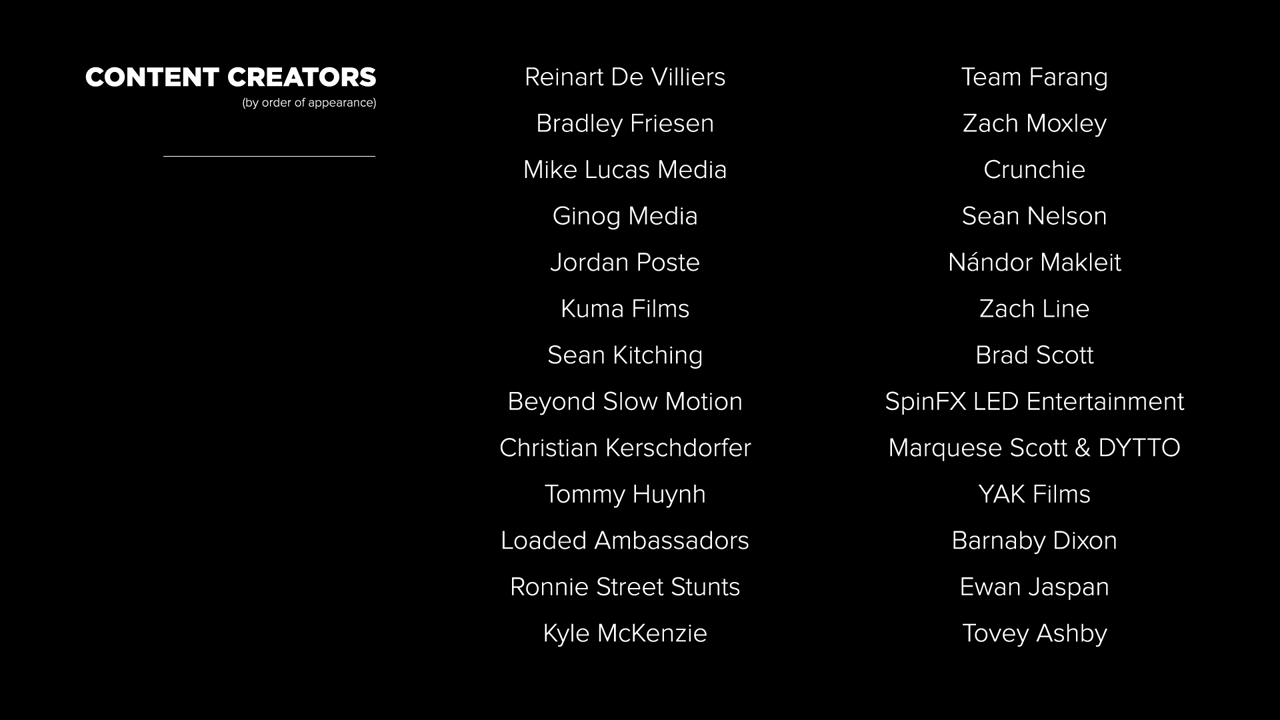 CONTENT CREATORS
(by order of appearance)
Reinart De Villiers
Bradley Friesen
Mike Lucas Media
Ginog Media
Jordan Poste
Kuma Films
Sean Kitching
Beyond Slow Motion
Christian Kerschdorfer
Tommy Huynh
Loaded Ambassadors
Ronnie Street Stunts
Kyle McKenzie
Team Farang
Zach Moxley
Crunchie
Sean Nelson
Nándor Makleit
Zach Line
Brad Scott
SpinFX LED Entertainment
Marquese Scott & DYTTO
YAK Films
Barnaby Dixon
Ewan Jaspan
Tovey Ashby